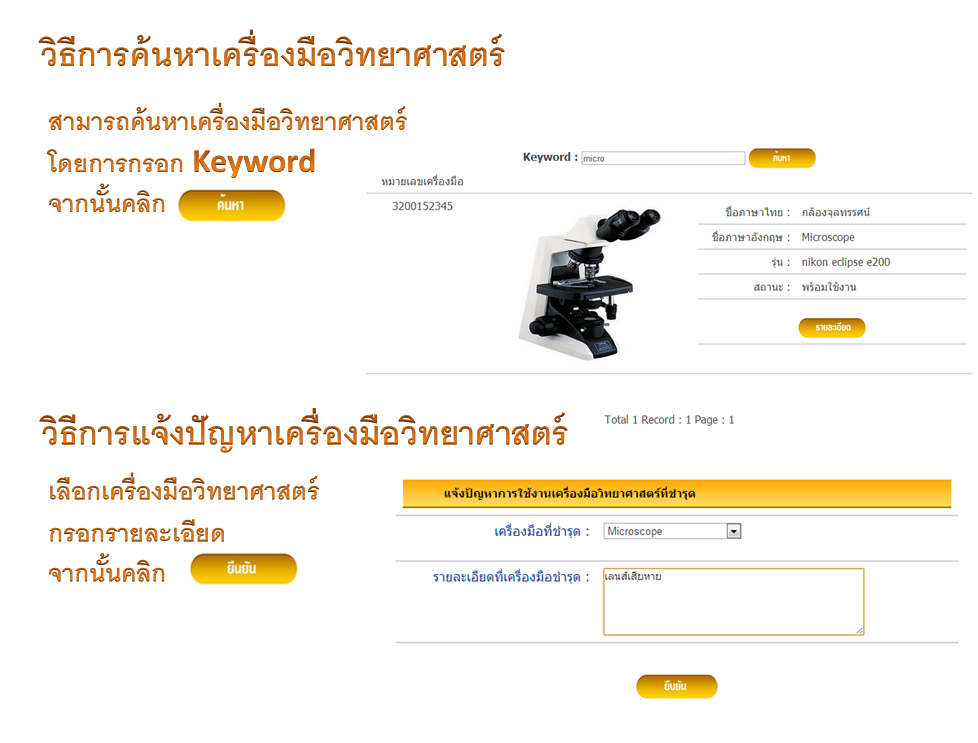 วิธีการค้นหาเครื่องมือวิทยาศาสตร์
สามารถค้นหาเครื่องมือวิทยาศาสตร์
โดยการกรอก Keyword
จากนั้นคลิก ค้นหา
Keyword : micro ค้นหา
หมายเลขเครื่องมือ
3200152345
ชื่อภาษาไทย : กล้องจุลทรรศน์
ชื่อภาษาอังกฤษ : Microscope
รุ่น : nikon eclipse e200
สถานะ : พร้อมใช้งาน
รายละเอียด
Total 1 Record : 1 Page : 1
วิธีการแจ้งปัญหาเครื่องมือวิทยาศาสตร์
เลือกเครื่องมือวิทยาศาสตร์
กรอกรายละเอียด
จากนั้นคลิก ยืนยัน
แจ้งปัญหาการใช้งานเครื่องมือวิทยาศาสตร์ที่ชำรุด
เครื่องมือที่ชำรุด : Microscope
รายละเอียดที่เครื่องมือชำรุด : เลนส์เสียหาย
ยืนยัน